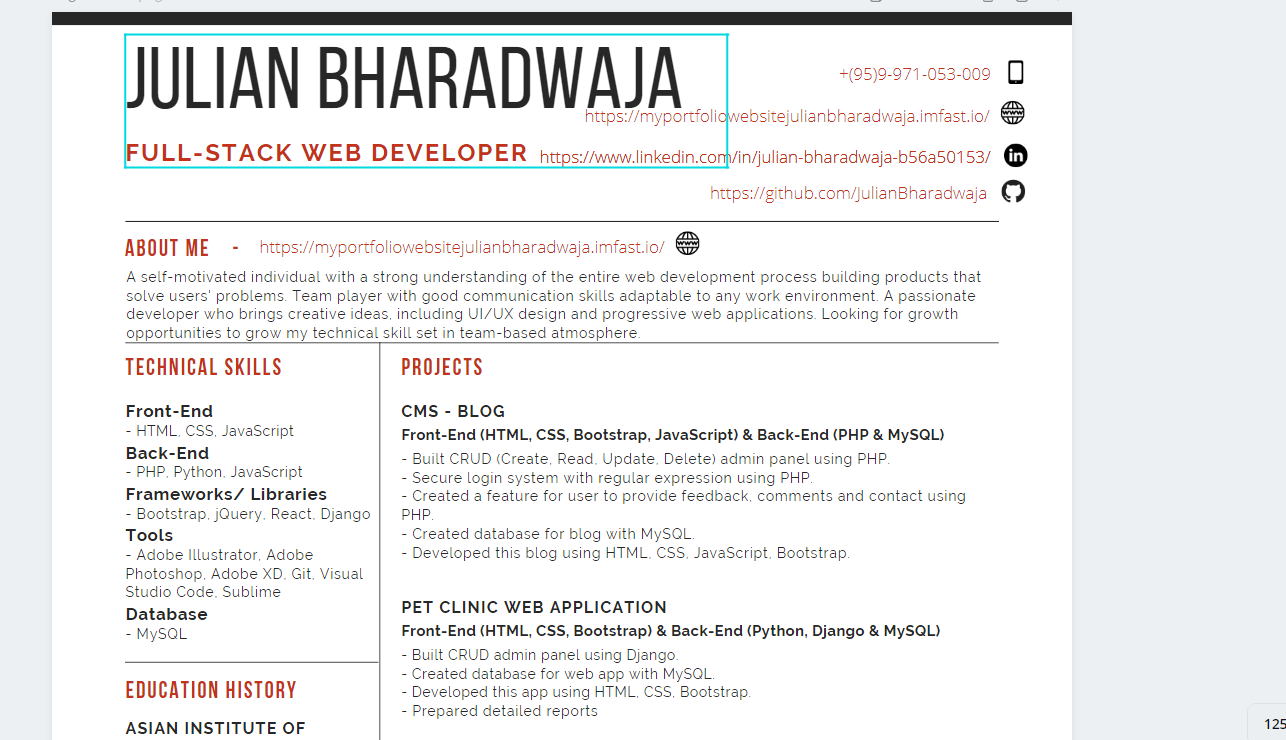 JULIAN BHARADWAJA
+(95)9-971-053-009
https://myportfoliowebsitejulianbharadwaja.imfast.io/
FULL-STACK WEB DEVELOPER
https://www.linkedin.com/in/julian-bharadwaja-b56a50153/
https://github.com/JulianBharadwaja
ABOUT ME - https://myportfoliowebsitejulianbharadwaja.imfast.io/
A self-motivated individual with a strong understanding of the entire web development process building products that
solve users' problems. Team player with good communication skills adaptable to any work environment. A passionate
developer who brings creative ideas, including UI/UX design and progressive web applications. Looking for growth
opportunities to grow my technical skill set in team-based atmosphere.
TECHNICAL SKILLS
Front-End
- HTML, CSS, JavaScript
Back-End
- PHP, Python, JavaScript
Frameworks/ Libraries
- Bootstrap, jQuery, React, Django
Tools
- Adobe Illustrator, Adobe
Photoshop, Adobe XD, Git, Visual
Studio Code, Sublime
Database
- MySQL
EDUCATION HISTORY
ASIAN INSTITUTE OF
PROJECTS
CMS - BLOG
Front-End (HTML, CSS, Bootstrap, JavaScript) & Back-End (PHP & MySQL)
- Built CRUD (Create, Read, Update, Delete) admin panel using PHP.
- Secure login system with regular expression using PHP.
- Created a feature for user to provide feedback, comments and contact using
PHP.
- Created database for blog with MySQL.
- Developed this blog using HTML, CSS, JavaScript, Bootstrap.
PET CLINIC WEB APPLICATION
Front-End (HTML, CSS, Bootstrap) & Back-End (Python, Django & MySQL)
- Built CRUD admin panel using Django.
- Created database for web app with MySQL.
- Developed this app using HTML, CSS, Bootstrap.
- Prepared detailed reports
125